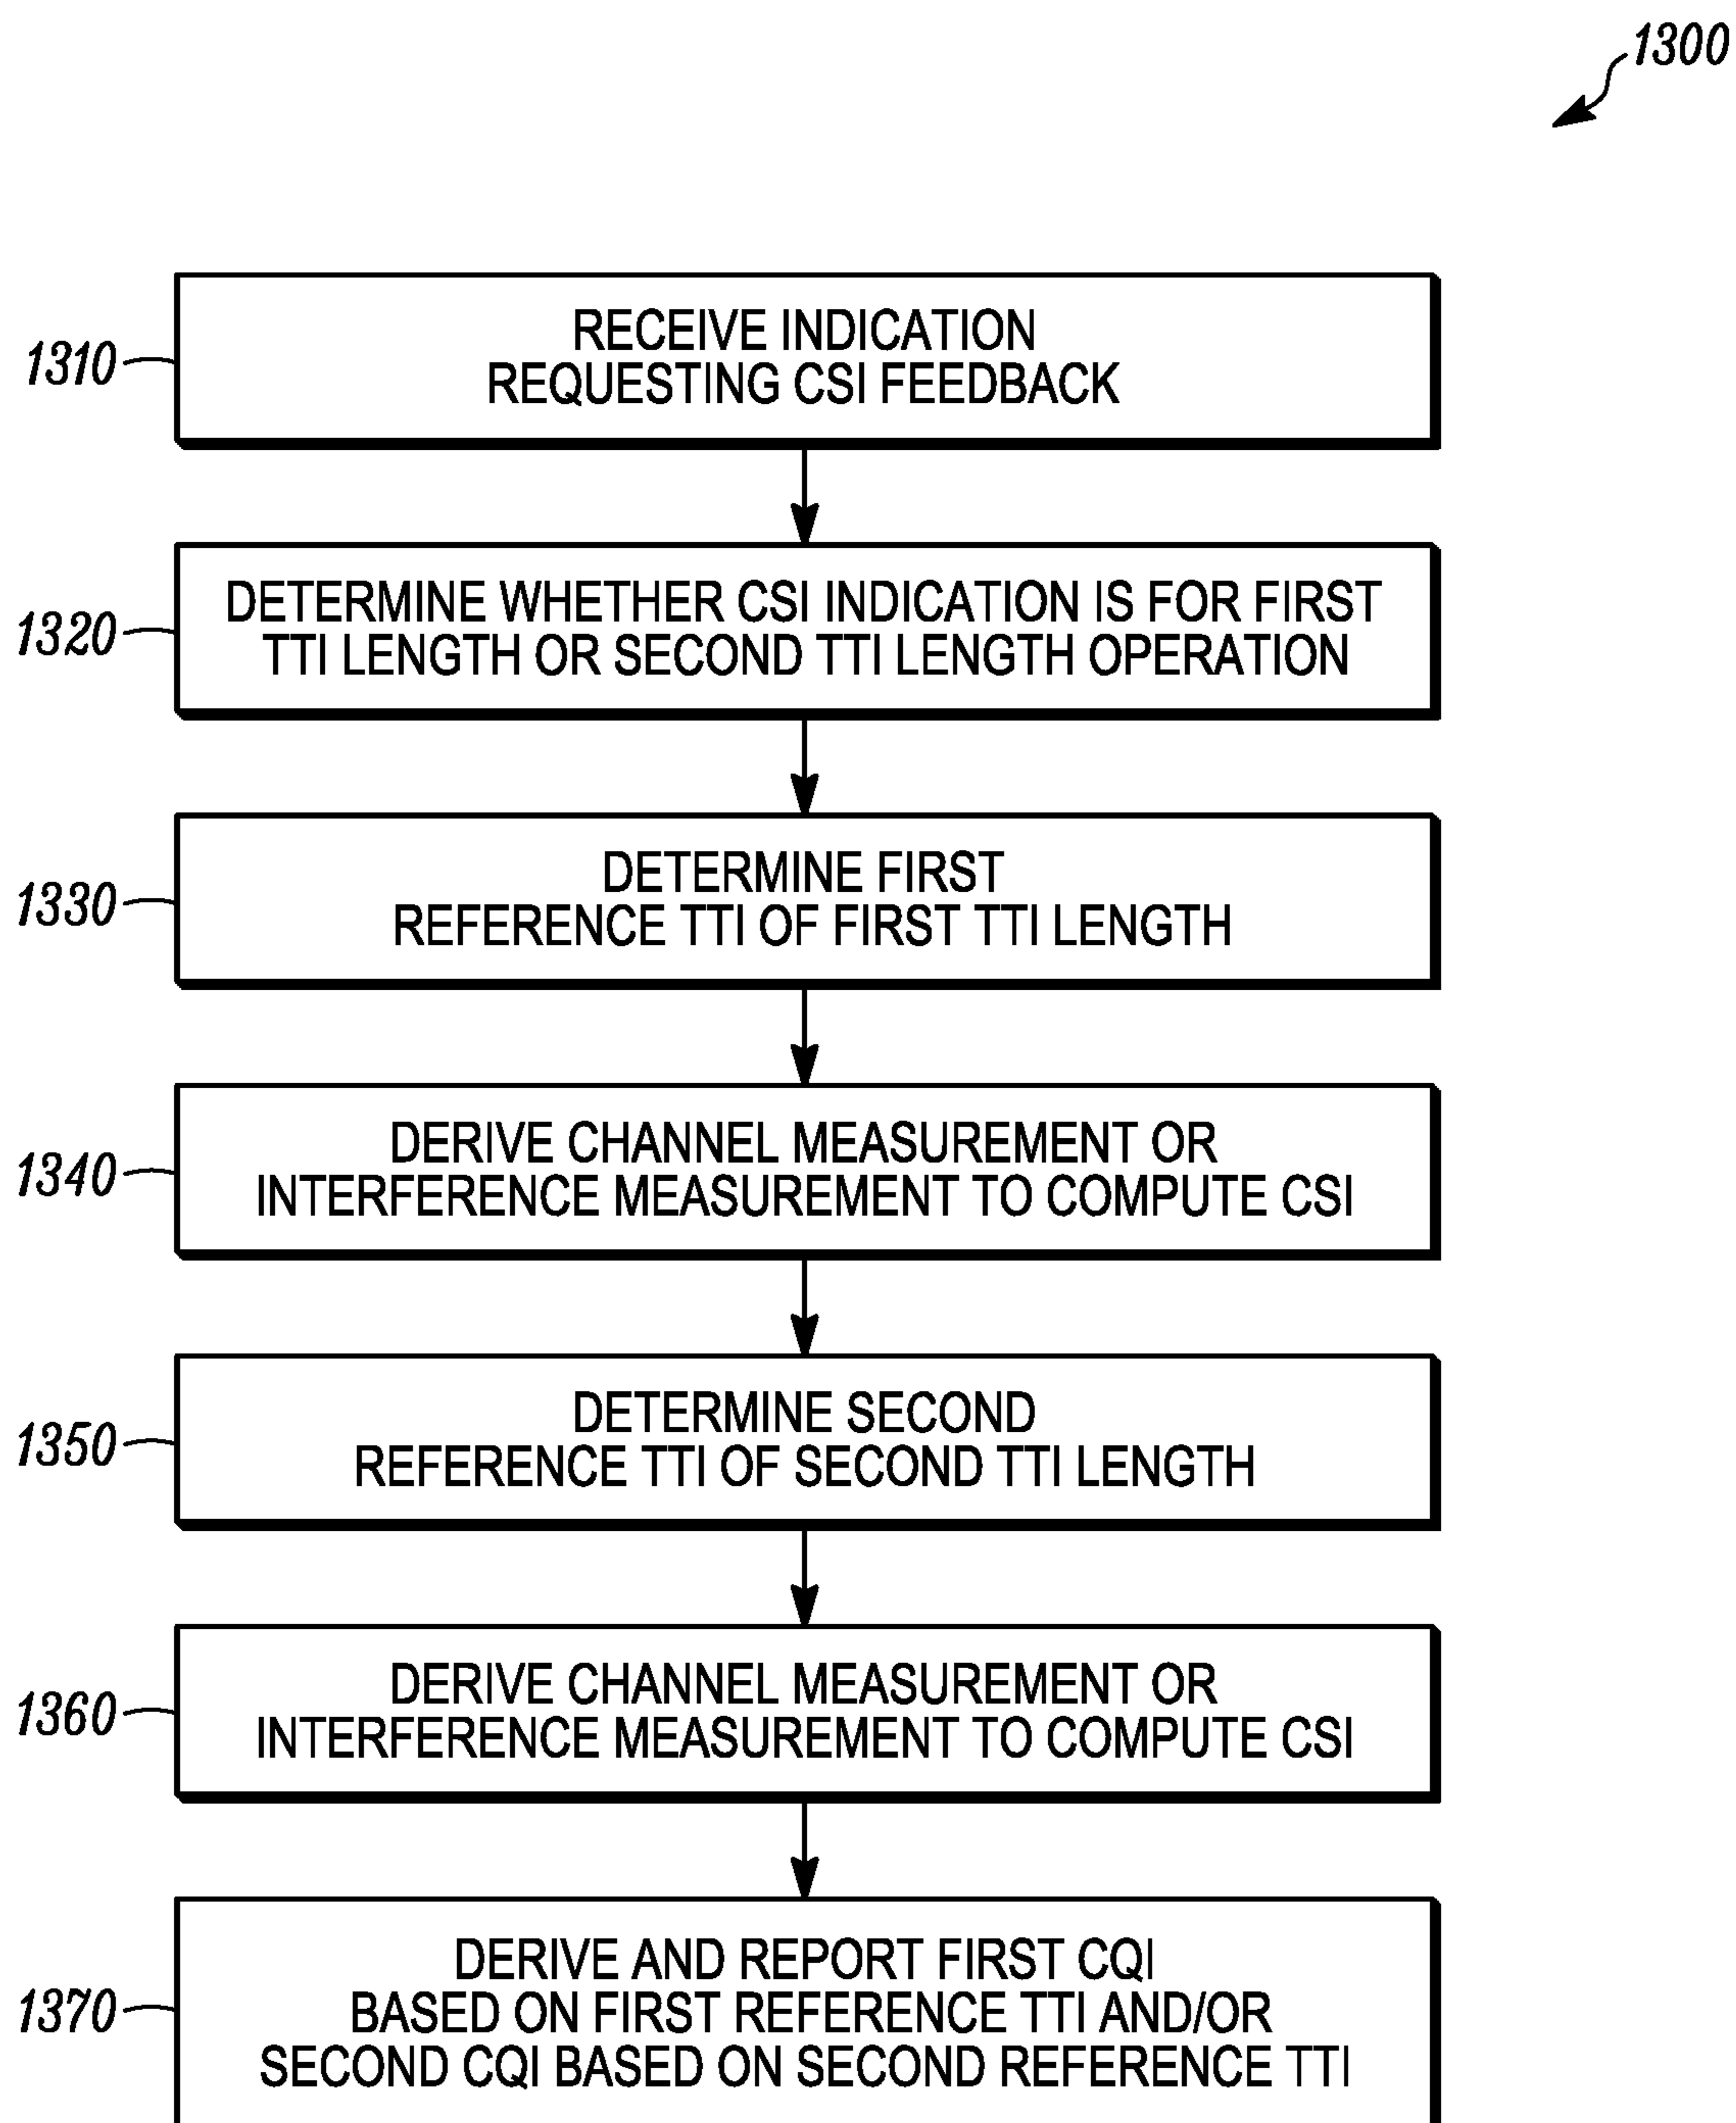 1300
1310
RECEIVE INDICATION
REQUESTING CSI FEEDBACK
1320
DETERMINE WHETHER CSI INDICATION IS FOR FIRST
TTI LENGTH OR SECOND TTI LENGTH OPERATION
1330
DETERMINE FIRST
REFERENCE TTI OF FIRST TTI LENGTH
1340
DERIVE CHANNEL MEASUREMENT OR
INTERFERENCE MEASUREMENT TO COMPUTE CSI
1350
DETERMINE SECOND
REFERENCE TTI OF SECOND TTI LENGTH
1360
DERIVE CHANNEL MEASUREMENT OR
INTERFERENCE MEASUREMENT TO COMPUTE CSI
1370
DERIVE AND REPORT FIRST CQI
BASED ON FIRST REFERENCE TTI AND/OR
SECOND CQI BASED ON SECOND REFERENCE TTI